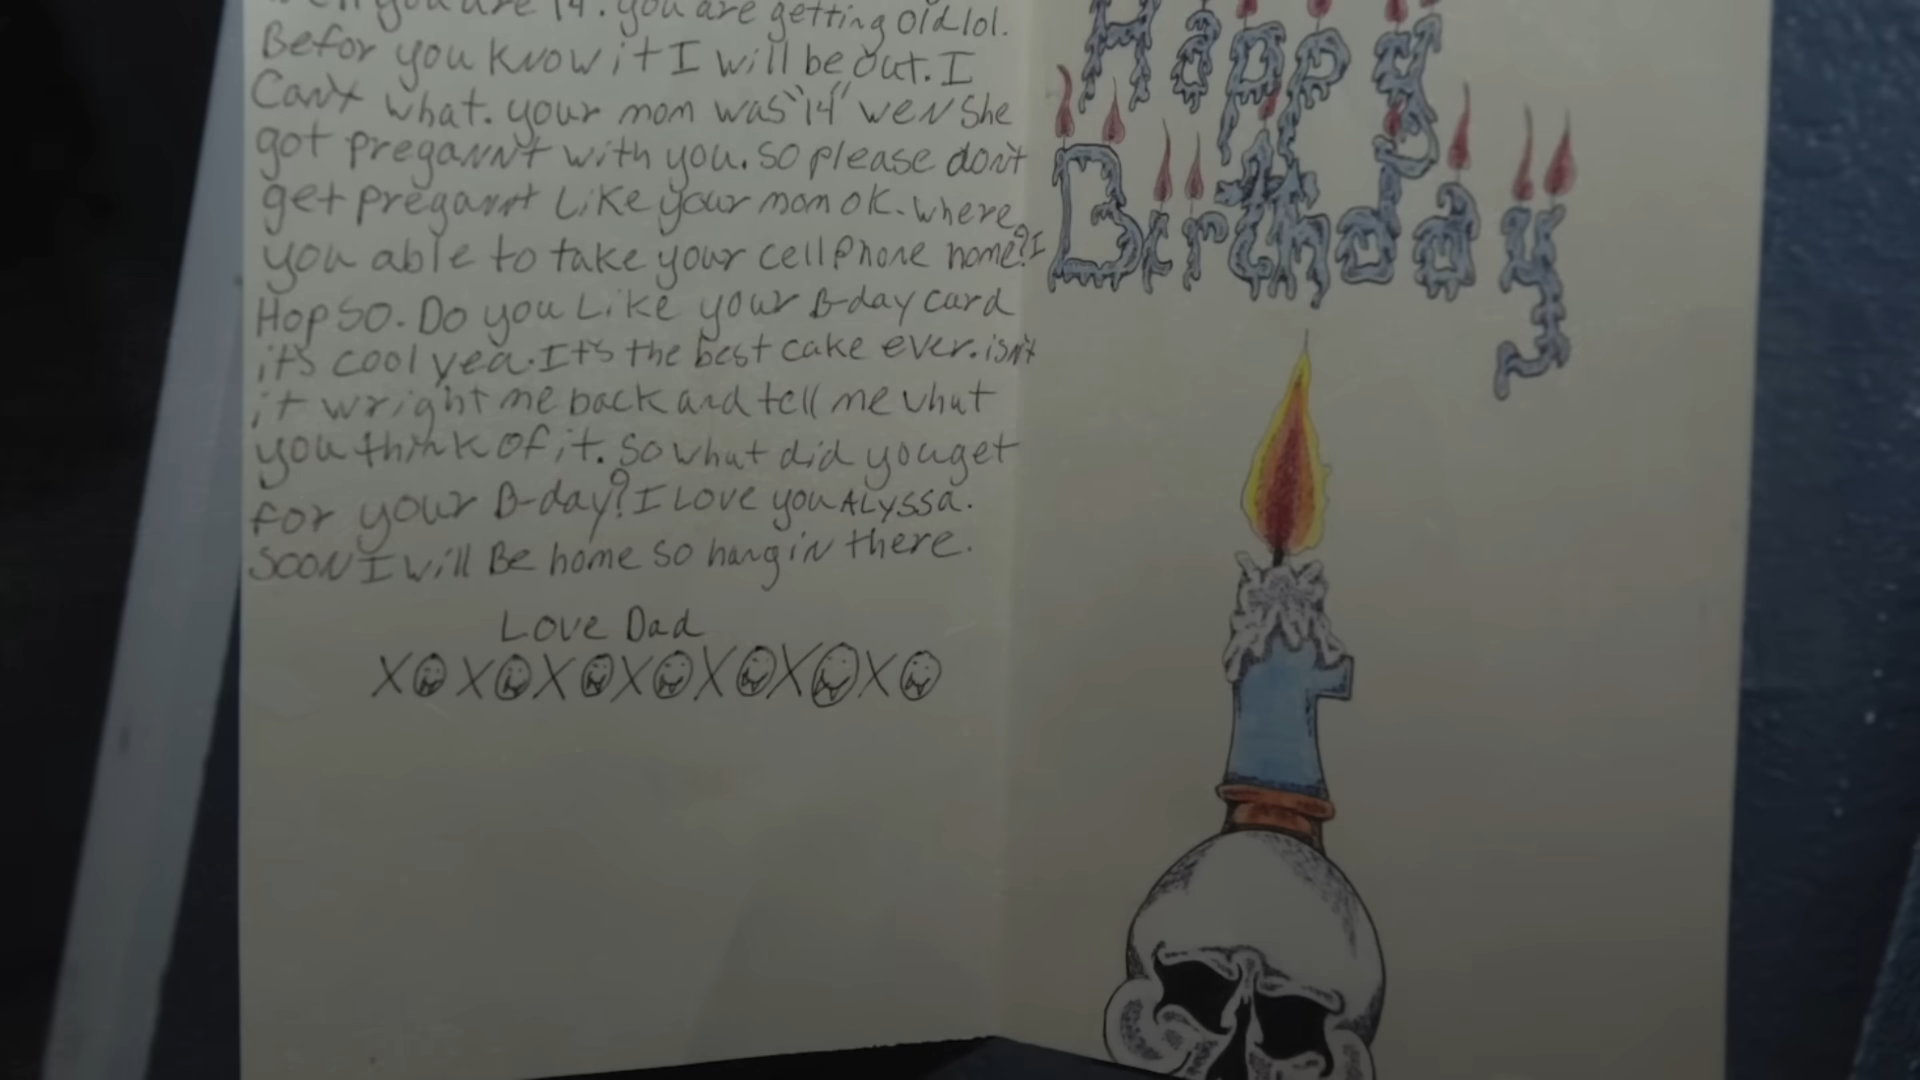 you are 14. you are getting old lol.
Befor you know it I will be out. I
Can't what. your mom was "14" wen she
got pregannt with you. so please don't
get pregannt Like your mom ok. where
you able to take your cell phone home? I
Hop so. Do you Like your B-day card
it's cool yea. It's the best cake ever. isn't
it wright me back and tell me vhut
you think of it. So what did you get
for your B-day? I Love you ALyssa.
SOON I will Be home so hang in there.
Love Dad
XOXOXOXOXOXOXO
Happy
Birthday